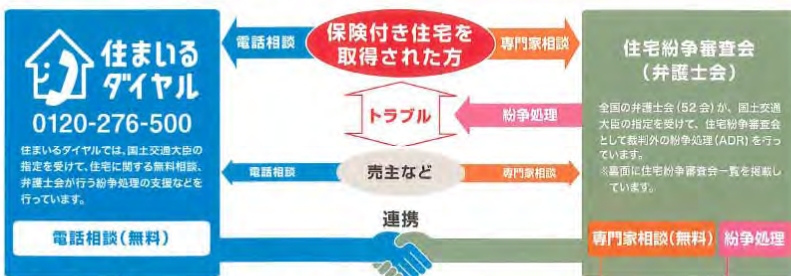 住まいる
ダイヤル
0120-276-500
住まいるダイヤルでは、国土交通大臣の
指定を受けて、住宅に関する無料相談、
弁護士会が行う紛争処理の支援などを
行っています。
電話相談(無料)
電話相談
保険付き住宅を
取得された方
専門家相談
トラブル
紛争処理
電話相談
売主など
専門家相談
連携
住宅紛争審査会
(弁護士会)
全国の弁護士会(52会)が、国土交通
大臣の指定を受けて、住宅紛争審査会
として裁判外の紛争処理(ADR)を行っ
ています。
※裏面に住宅紛争審査会一覧を掲載し
ています。
専門家相談(無料)
紛争処理